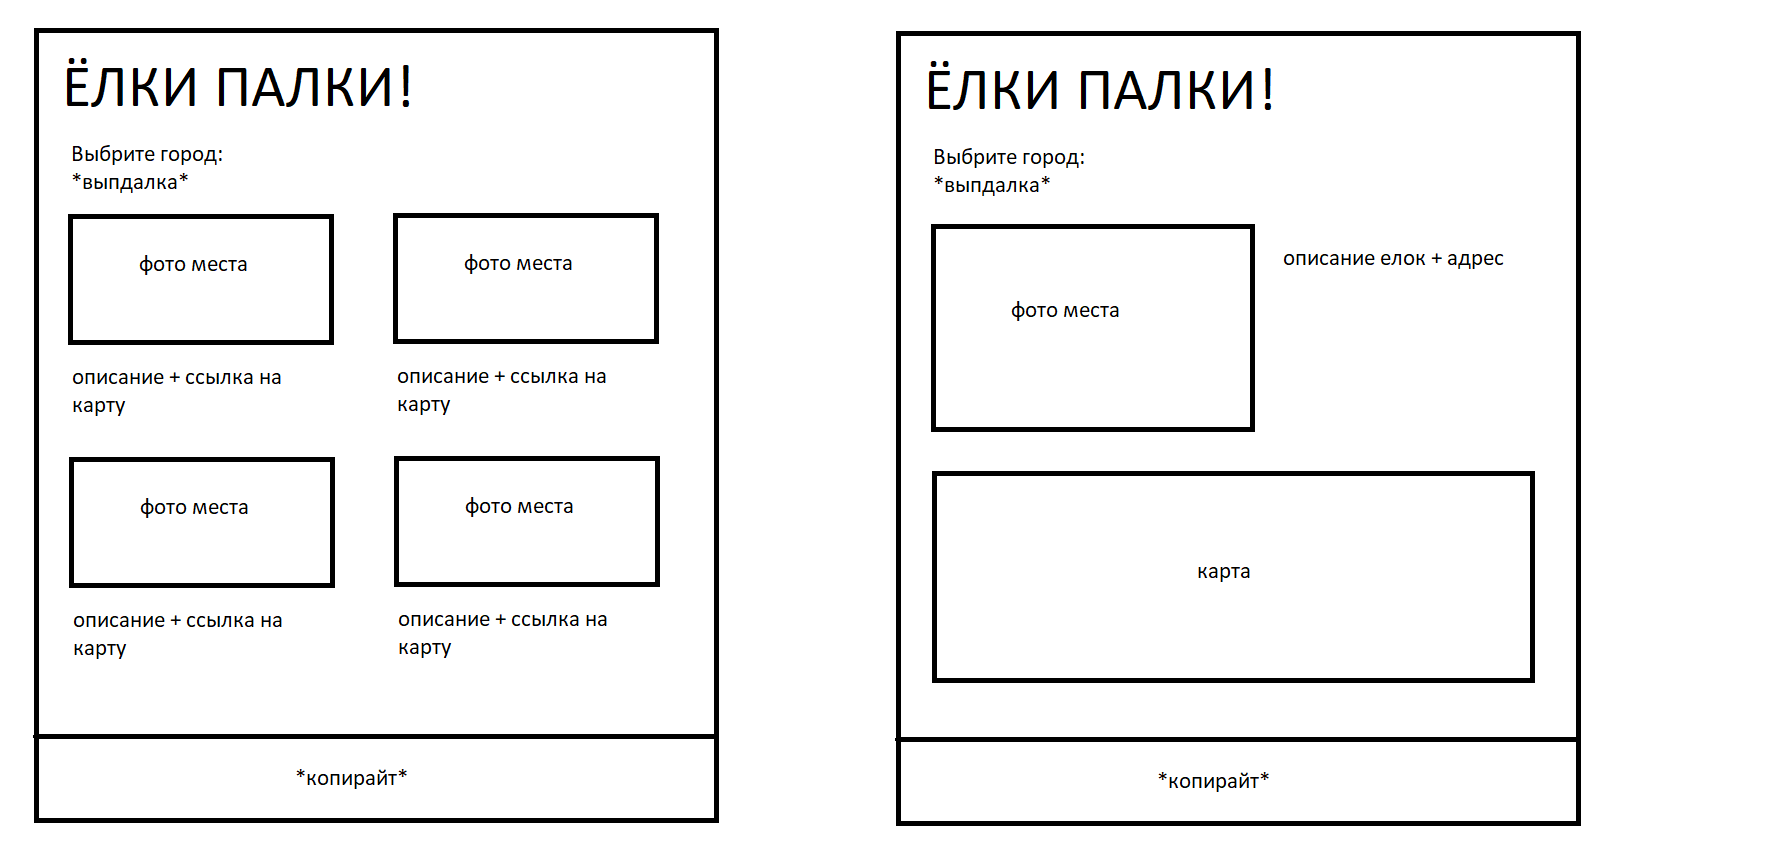 ЁЛКИ ПАЛКИ!
Выбрите город:
*выпдалка*
фото места
фото места
описание + ссылка на
карту
описание + ссылка на
карту
фото места
фото места
описание + ссылка на
карту
описание + ссылка на
карту
*копирайт*
ЁЛКИ ПАЛКИ!
Выбрите город:
*выпдалка*
фото места
описание елок + адрес
карта
*копирайт*